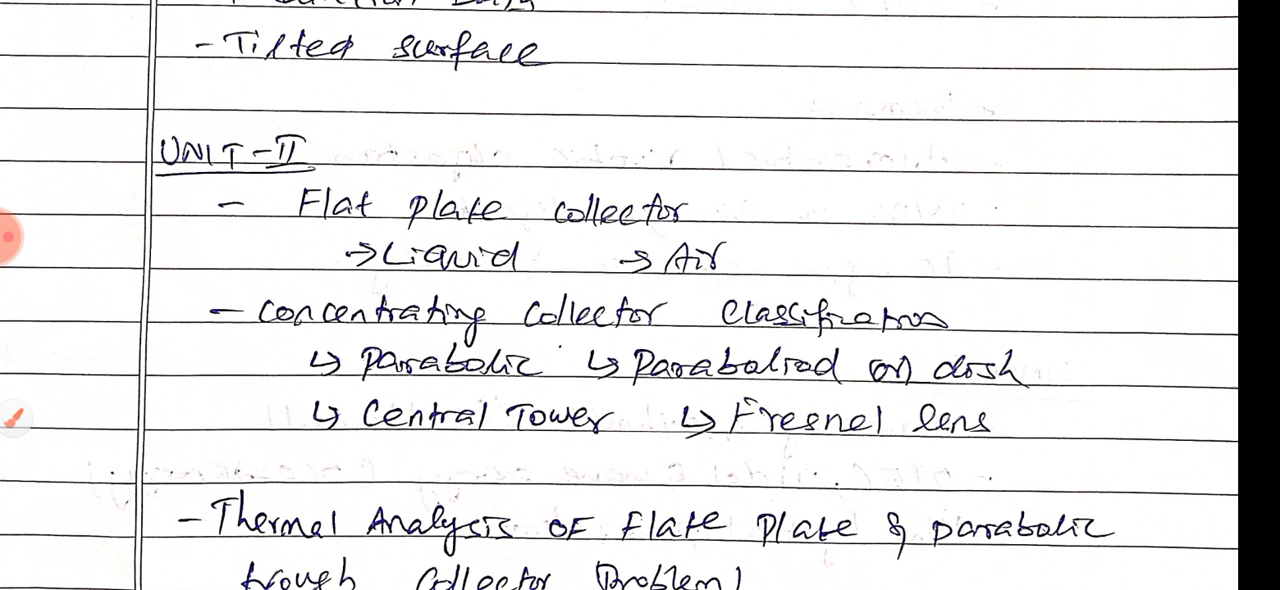 - Tilted surface
UNIT-II
- Flat plate collector
→ Liquid → Air
- Concentrating Collector Classification
↳ parabolic ↳ Paraboliod or dish
↳ Central Tower ↳ Fresnel lens
- Thermal Analysis OF Flate Plate & parabolic
trough Collector (Problem)